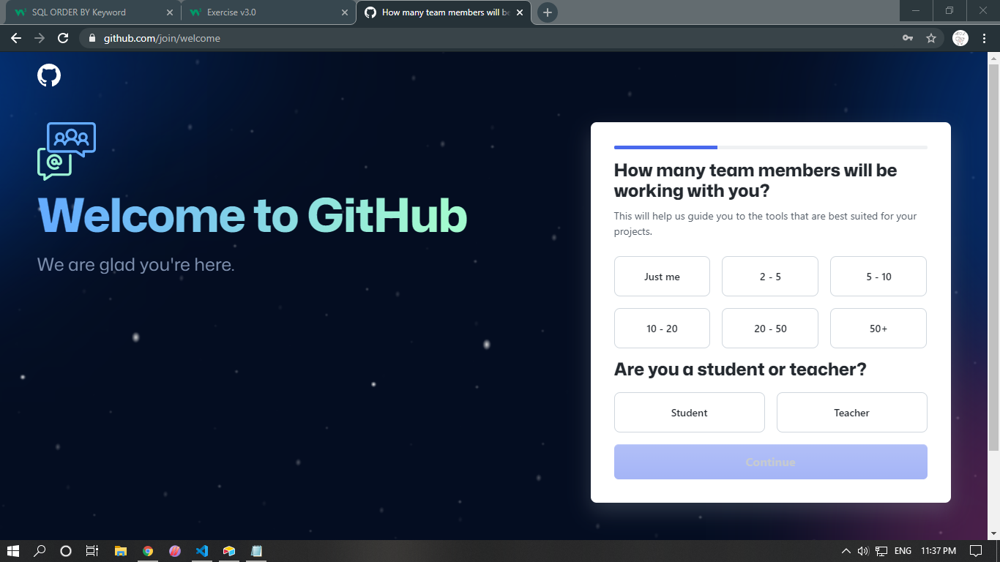 SQL ORDER BY Keyword
Exercise v3.0
How many team members will be
github.com/join/welcome
Welcome to GitHub
We are glad you're here.
How many team members will be
working with you?
This will help us guide you to the tools that are best suited for your
projects.
Just me
2 - 5
5 - 10
10 - 20
20 - 50
50+
Are you a student or teacher?
Student
Teacher
Continue
ENG
11:37 PM